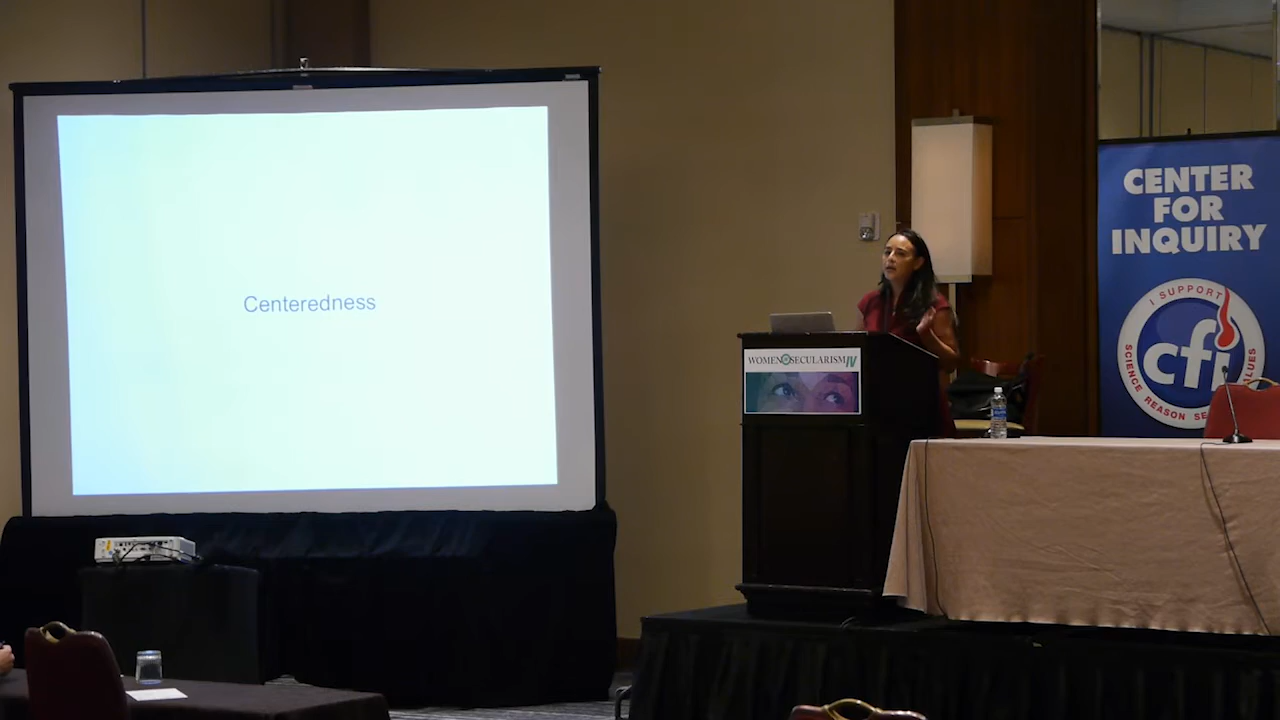 Centeredness
WOMEN IN SECULARISM IV
CENTER
FOR
INQUIRY
I SUPPORT
cfi
SCIENCE REASON